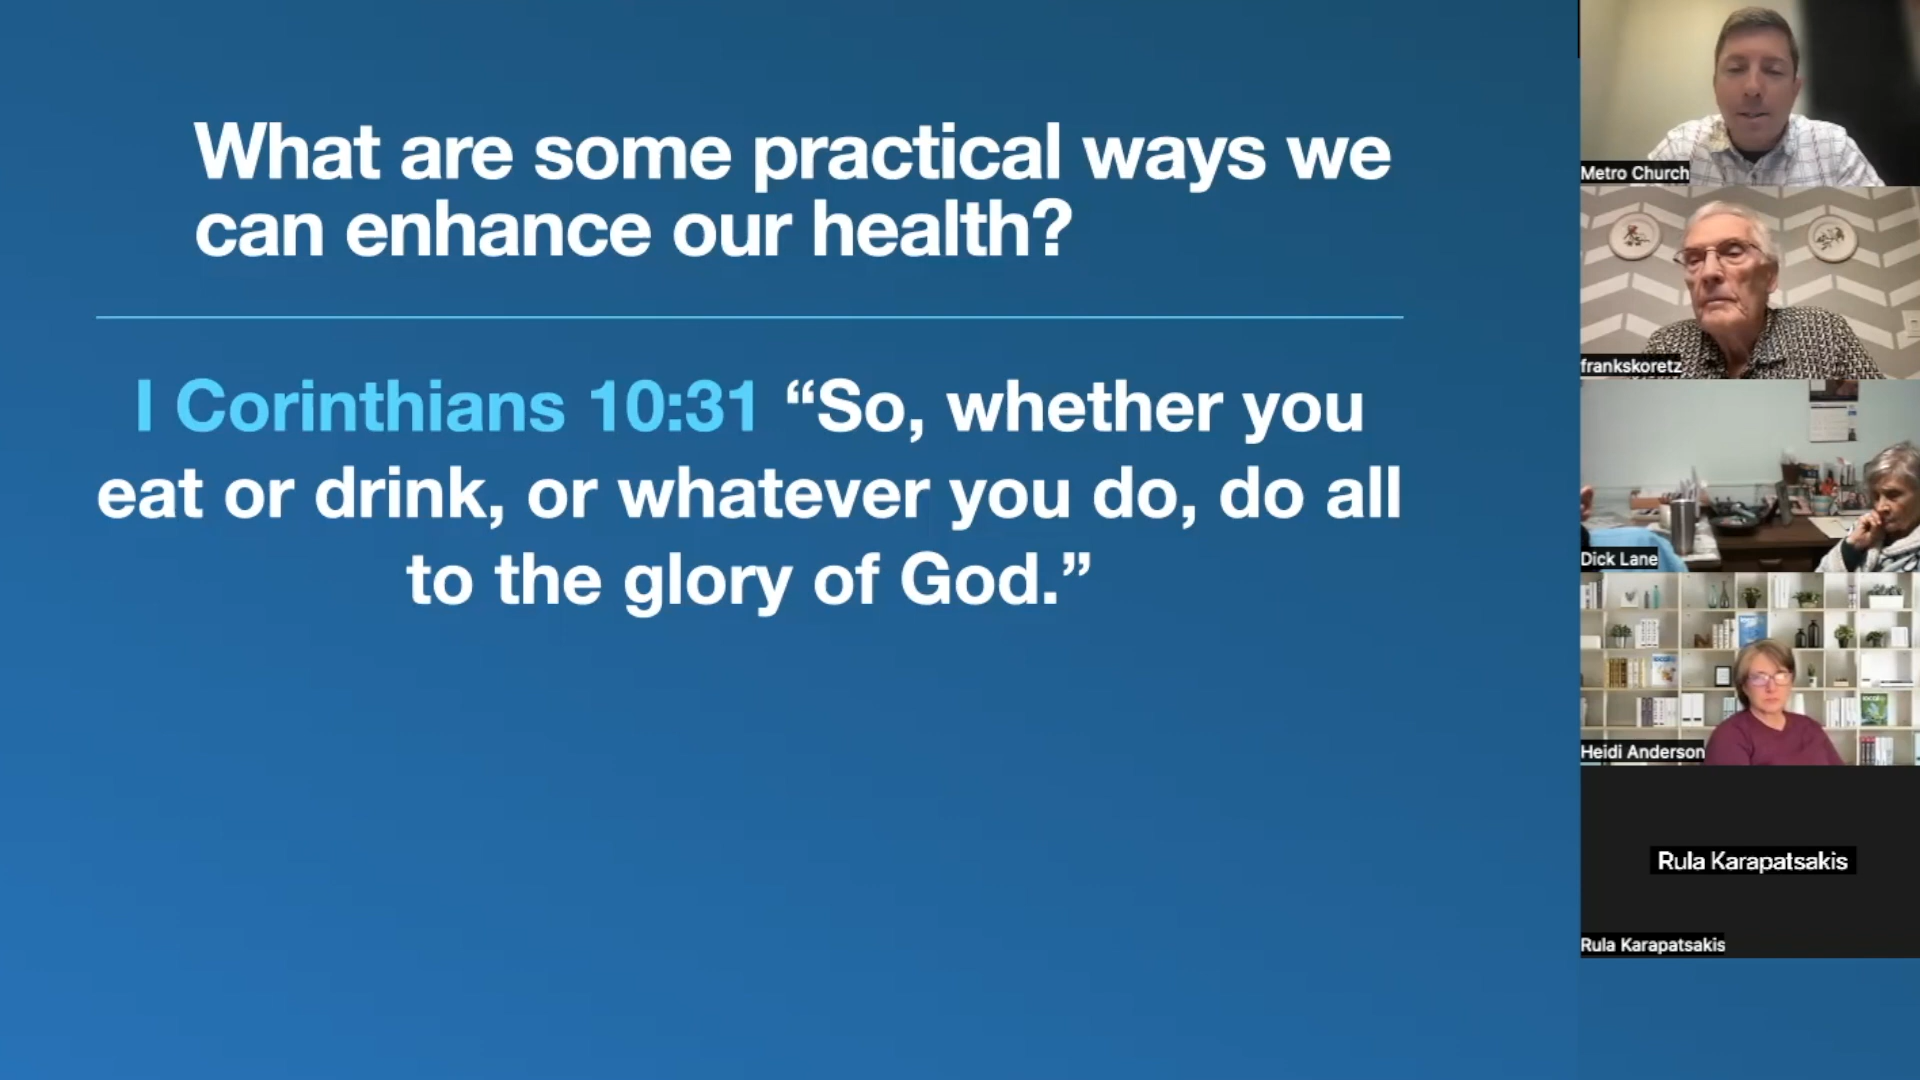 What are some practical ways we
can enhance our health?
I Corinthians 10:31 “So, whether you
eat or drink, or whatever you do, do all
to the glory of God.”
Metro Church
frankskoretz
Dick Lane
Heidi Anderson
Rula Karapatsakis
Rula Karapatsakis